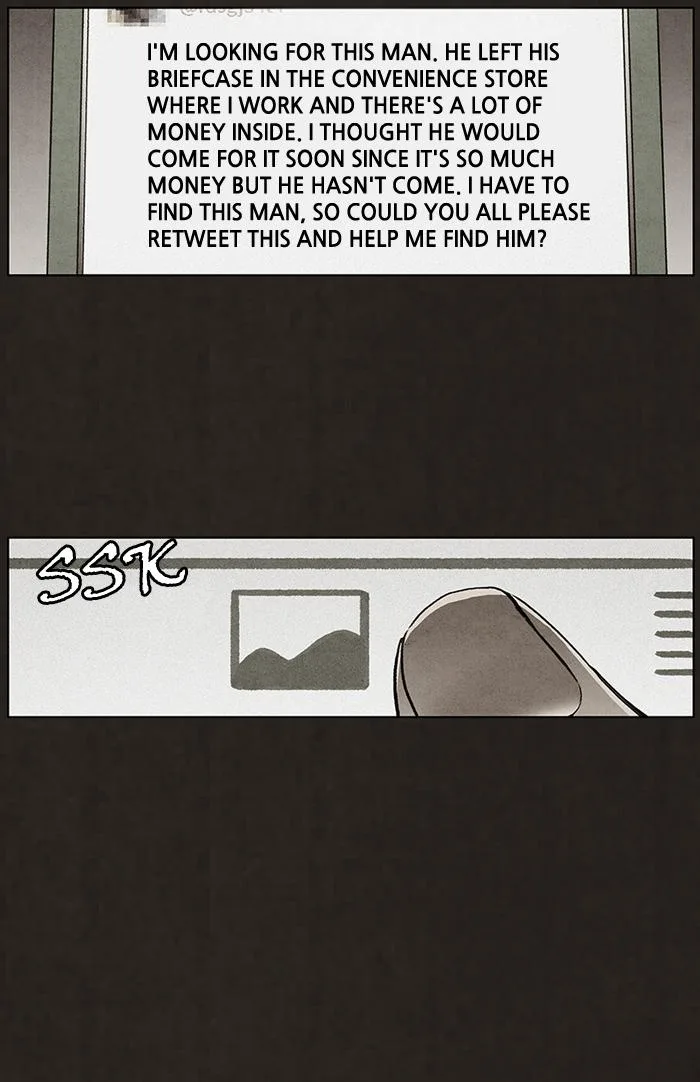 I'M LOOKING FOR THIS MAN. HE LEFT HIS
BRIEFCASE IN THE CONVENIENCE STORE
WHERE I WORK AND THERE'S A LOT OF
MONEY INSIDE. I THOUGHT HE WOULD
COME FOR IT SOON SINCE IT'S SO MUCH
MONEY BUT HE HASN'T COME. I HAVE TO
FIND THIS MAN, SO COULD YOU ALL PLEASE
RETWEET THIS AND HELP ME FIND HIM?
SSK